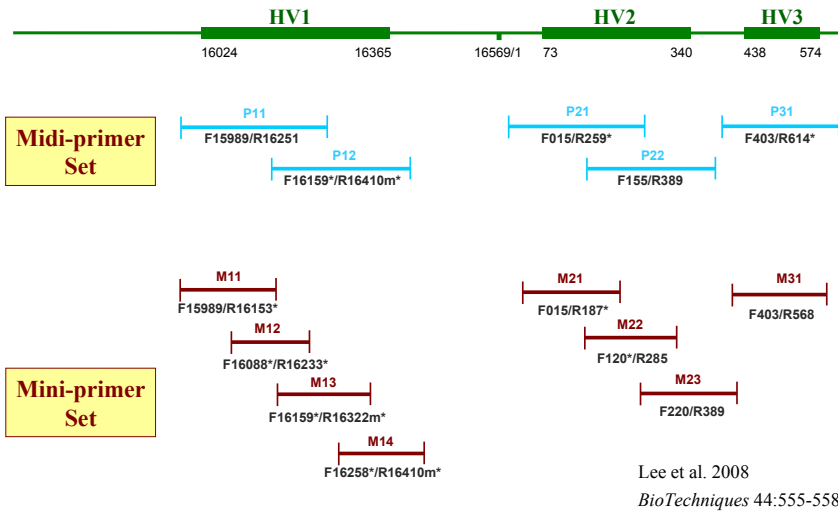 HV1 HV2 HV3
16024 16365 16569/1 73 340 438 574
Midi-primer
Set
P11 P21 P31
F15989/R16251 F015/R259* F403/R614*
P12 P22
F16159*/R16410m* F155/R389
Mini-primer
Set
M11 M21 M31
F15989/R16153* F015/R187* F403/R568
M12 M22
F16088*/R16233* F120*/R285
M13 M23
F16159*/R16322m* F220/R389
M14
F16258*/R16410m*
Lee et al. 2008
BioTechniques 44:555-558